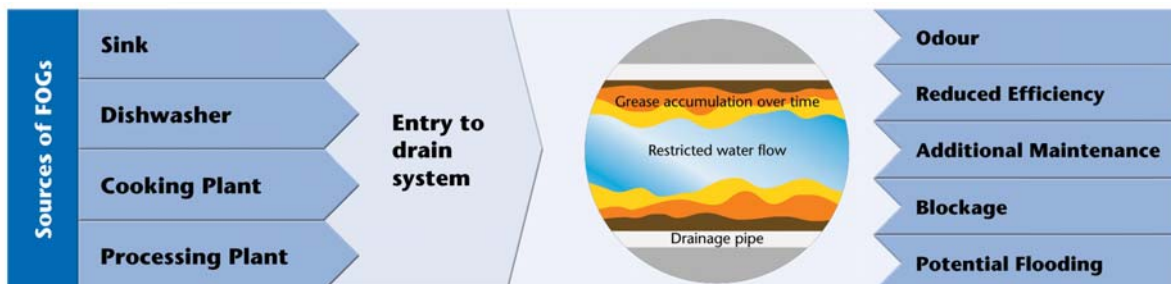 Sources of FOGs
Sink
Dishwasher
Cooking Plant
Processing Plant
Entry to
drain
system
Grease accumulation over time
Restricted water flow
Drainage pipe
Odour
Reduced Efficiency
Additional Maintenance
Blockage
Potential Flooding